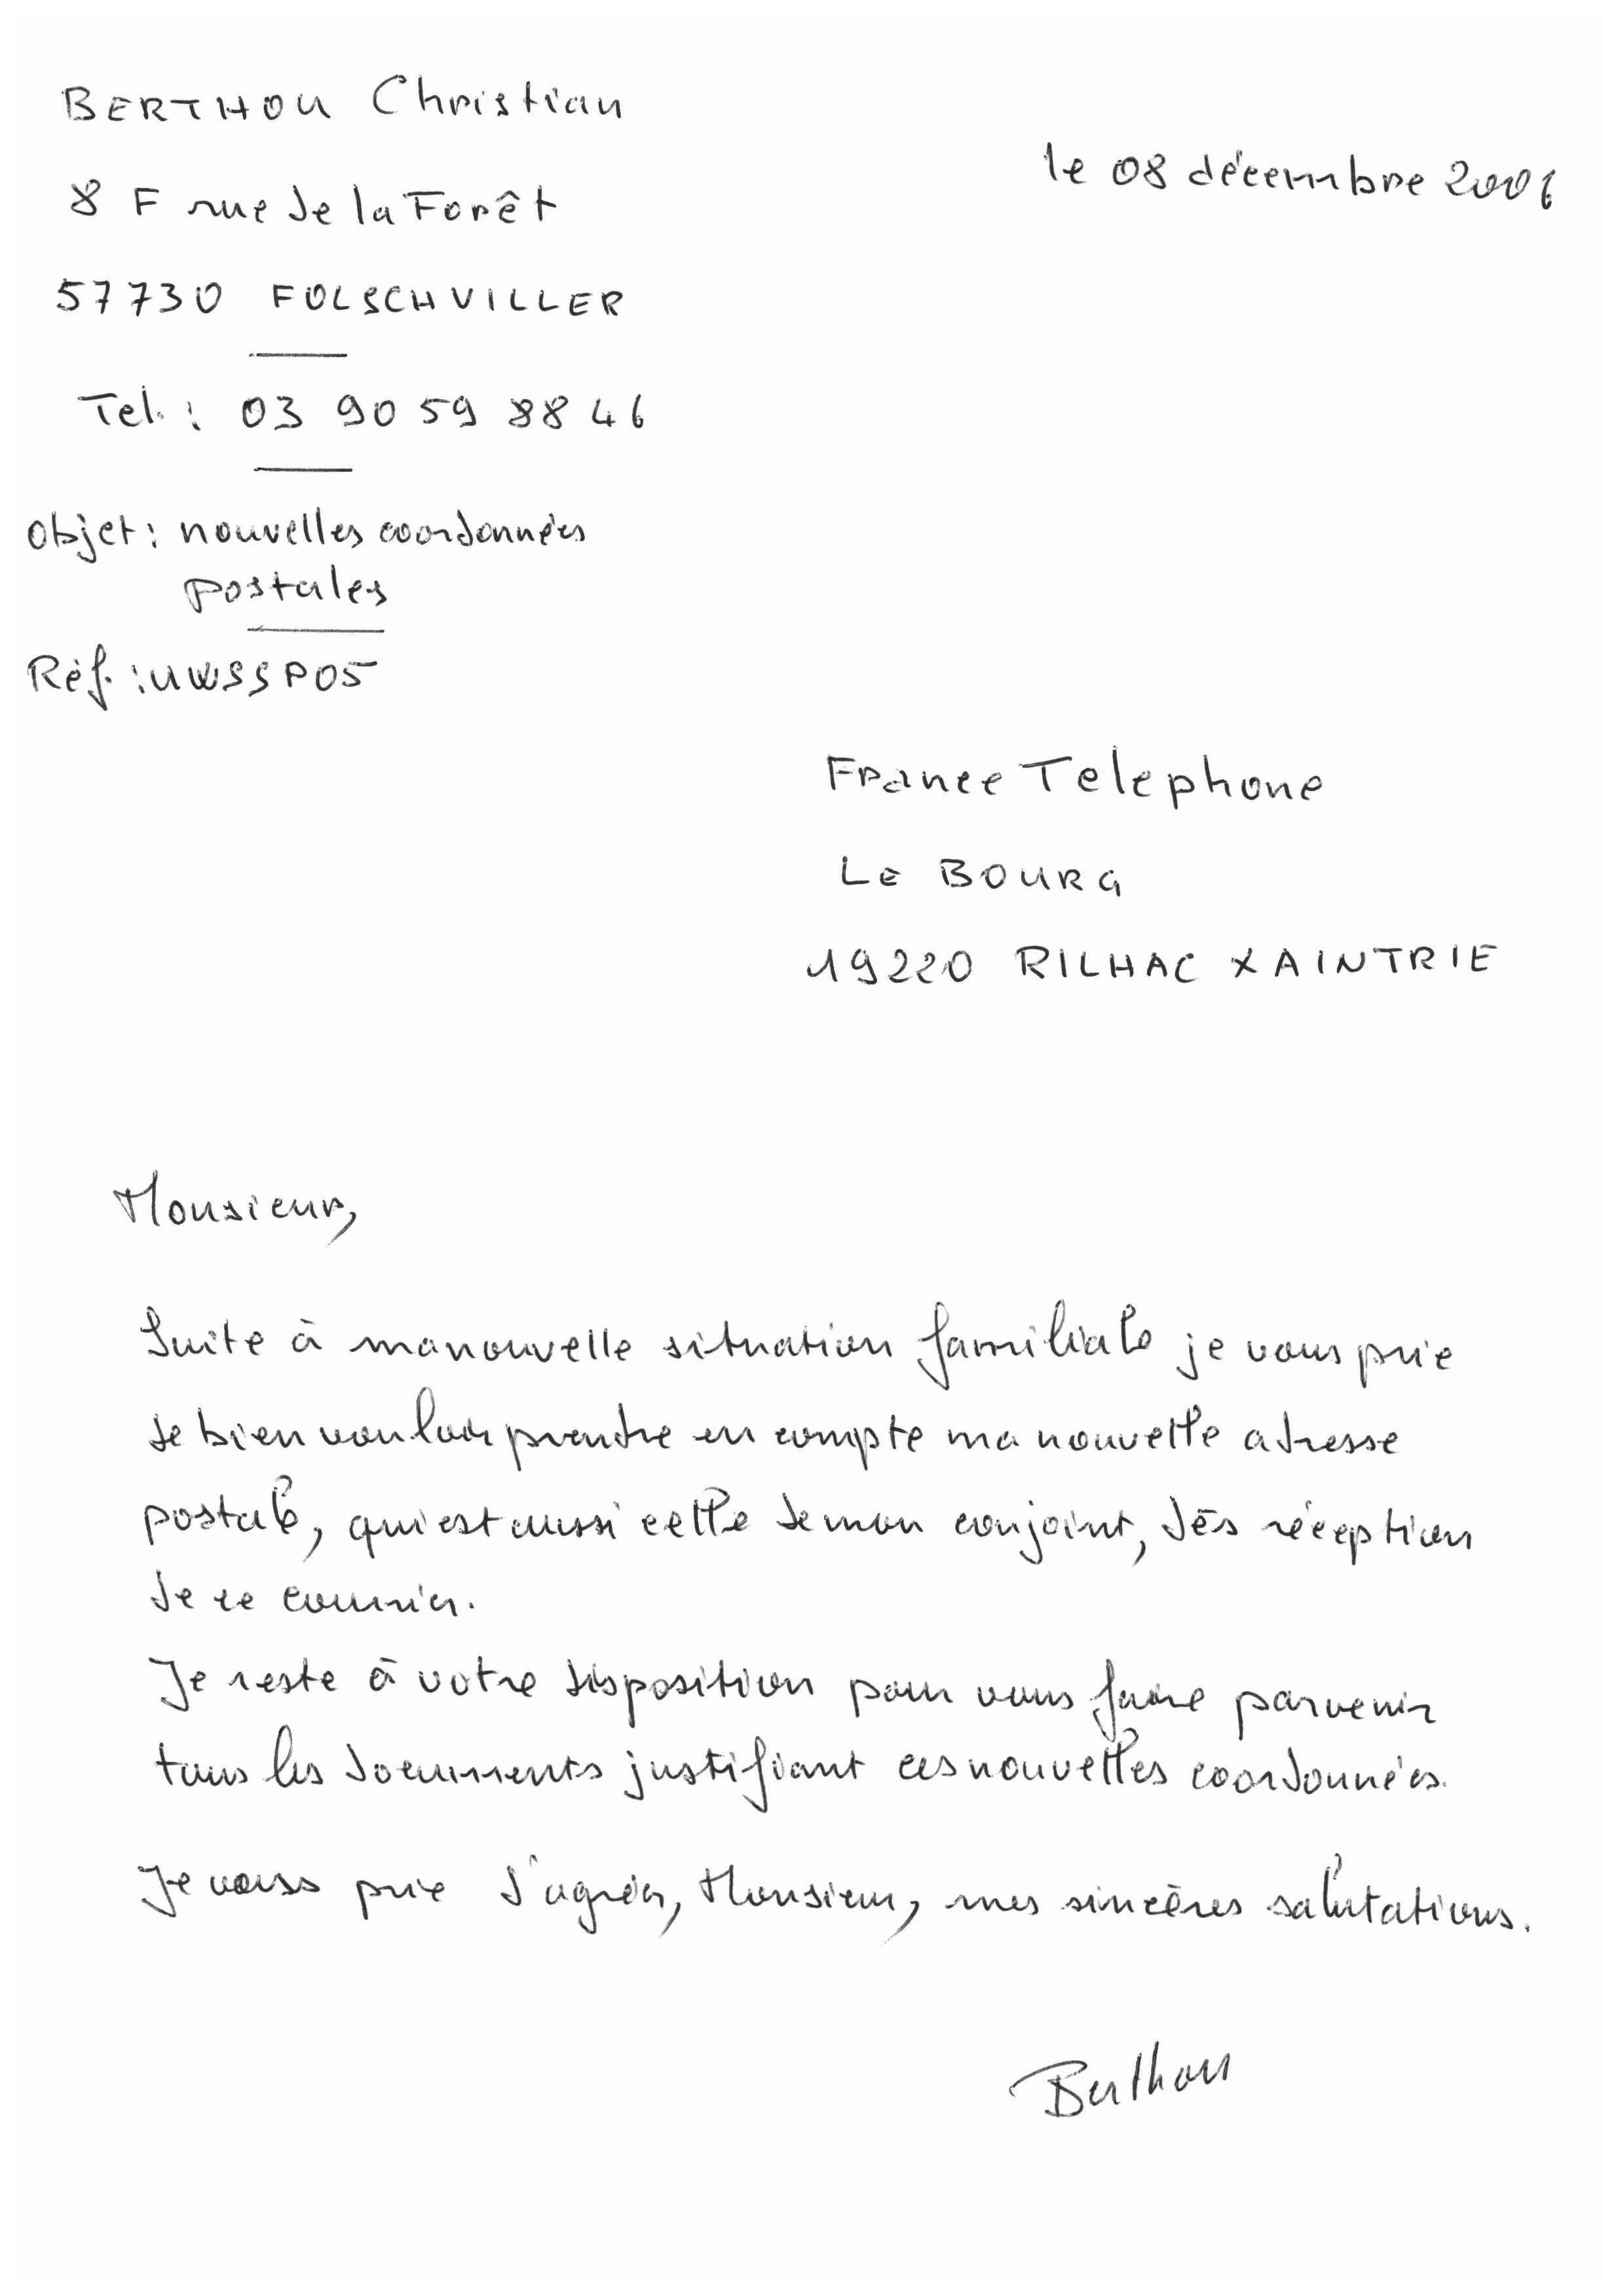 BERTHOU Christian
le 08 décembre 2006
8 F rue de la Forêt
57730 FOLSCHVILLER
Tel. : 03 90 59 88 46
Objet : nouvelles coordonnées
postales
Réf. : UWSSP05
France Telephone
LE BOURG
19220 RILHAC XAINTRIE
Monsieur,
Suite à ma nouvelle situation familiale je vous prie
de bien vouloir prendre en compte ma nouvelle adresse
postale, qui est aussi celle de mon conjoint, dès réception
de ce courrier.
Je reste à votre disposition pour vous faire parvenir
tous les documents justifiant ces nouvelles coordonnées.
Je vous prie d'agréer, Monsieur, mes sincères salutations.
Berthou